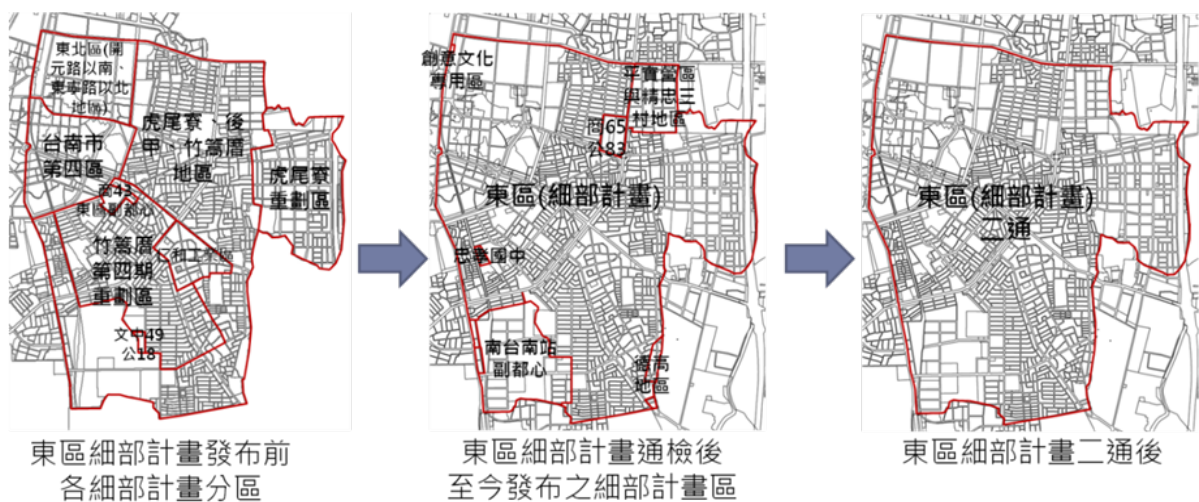 東北區(開
元路以南、
東寧路以北
地區)
台南市
第四區
虎尾寮、後
甲、竹篙厝
地區
虎尾寮
重劃區
商43
東區副都心
竹篙厝
第四期
重劃區
文中49
公18
創意文化
專用區
平實營區
與精忠三
村地區
商65
公83
東區(細部計畫)
忠孝國中
南台南站
副都心
德高
地區
東區(細部計畫)
二通
東區細部計畫發布前
各細部計畫分區
東區細部計畫通檢後
至今發布之細部計畫區
東區細部計畫二通後